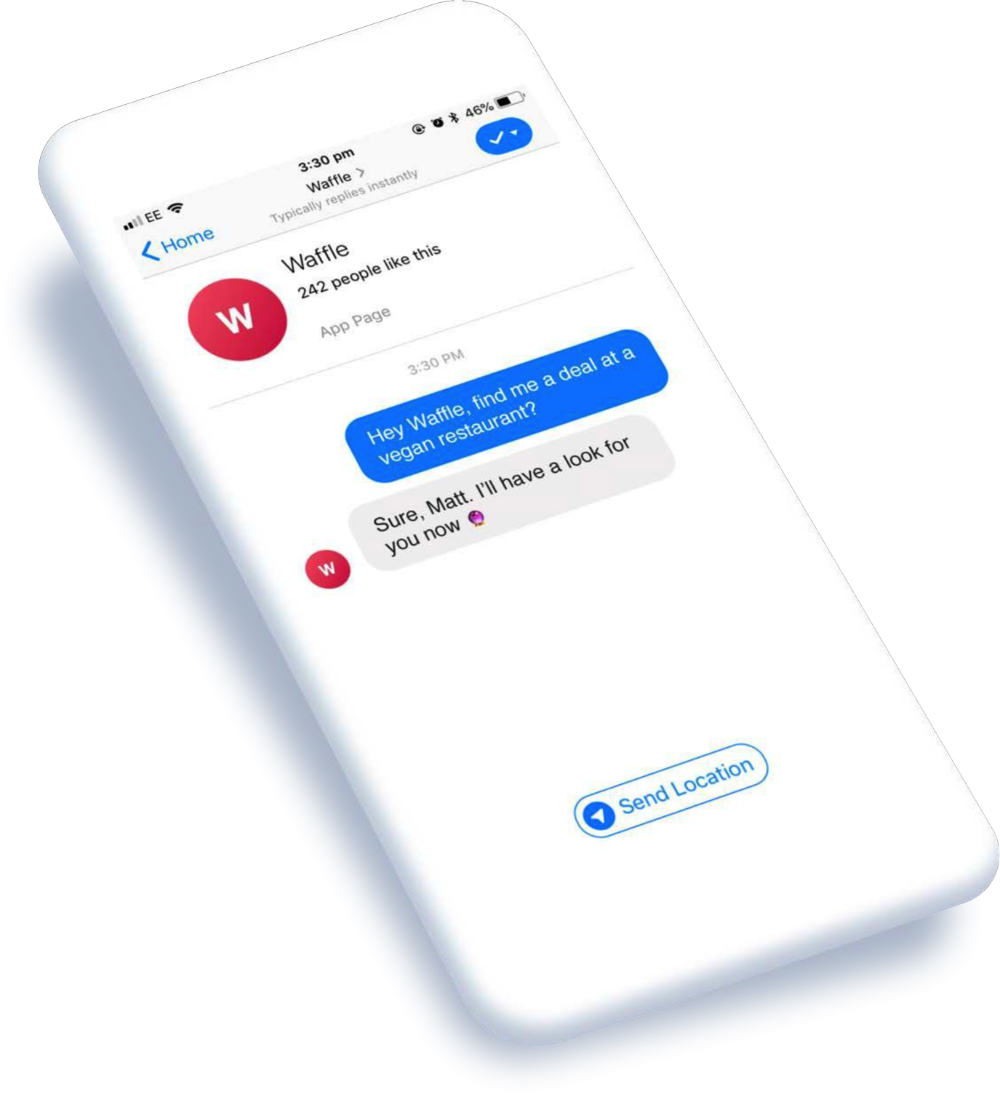 EE
3:30 pm
46%
Home
Waffle >
Typically replies instantly
W
Waffle
242 people like this
App Page
3:30 PM
Hey Waffle, find me a deal at a
vegan restaurant?
Sure, Matt. I'll have a look for
you now 🔮
W
Send Location